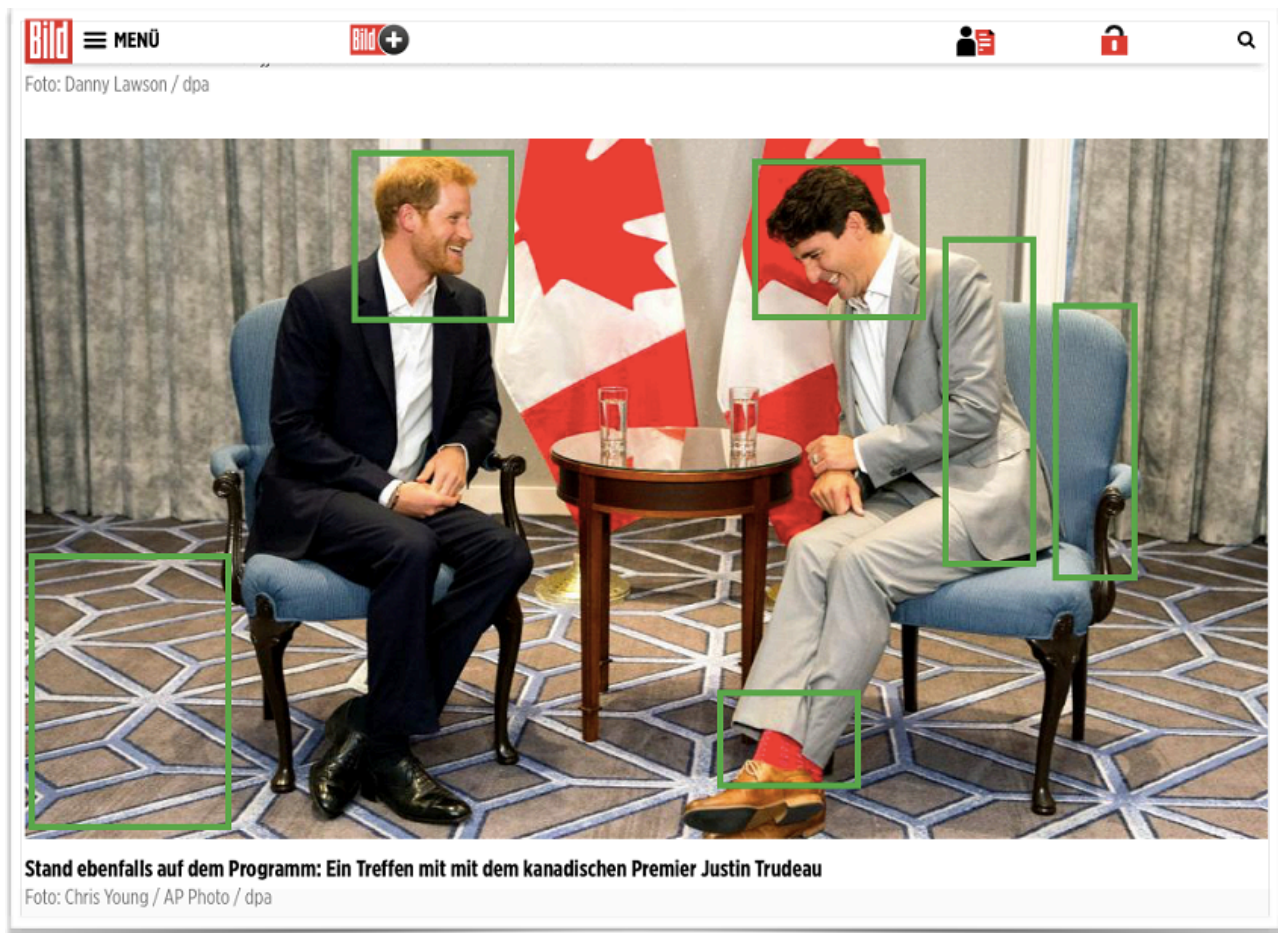 Bild MENÜ Bild+
Foto: Danny Lawson / dpa
Stand ebenfalls auf dem Programm: Ein Treffen mit mit dem kanadischen Premier Justin Trudeau
Foto: Chris Young / AP Photo / dpa